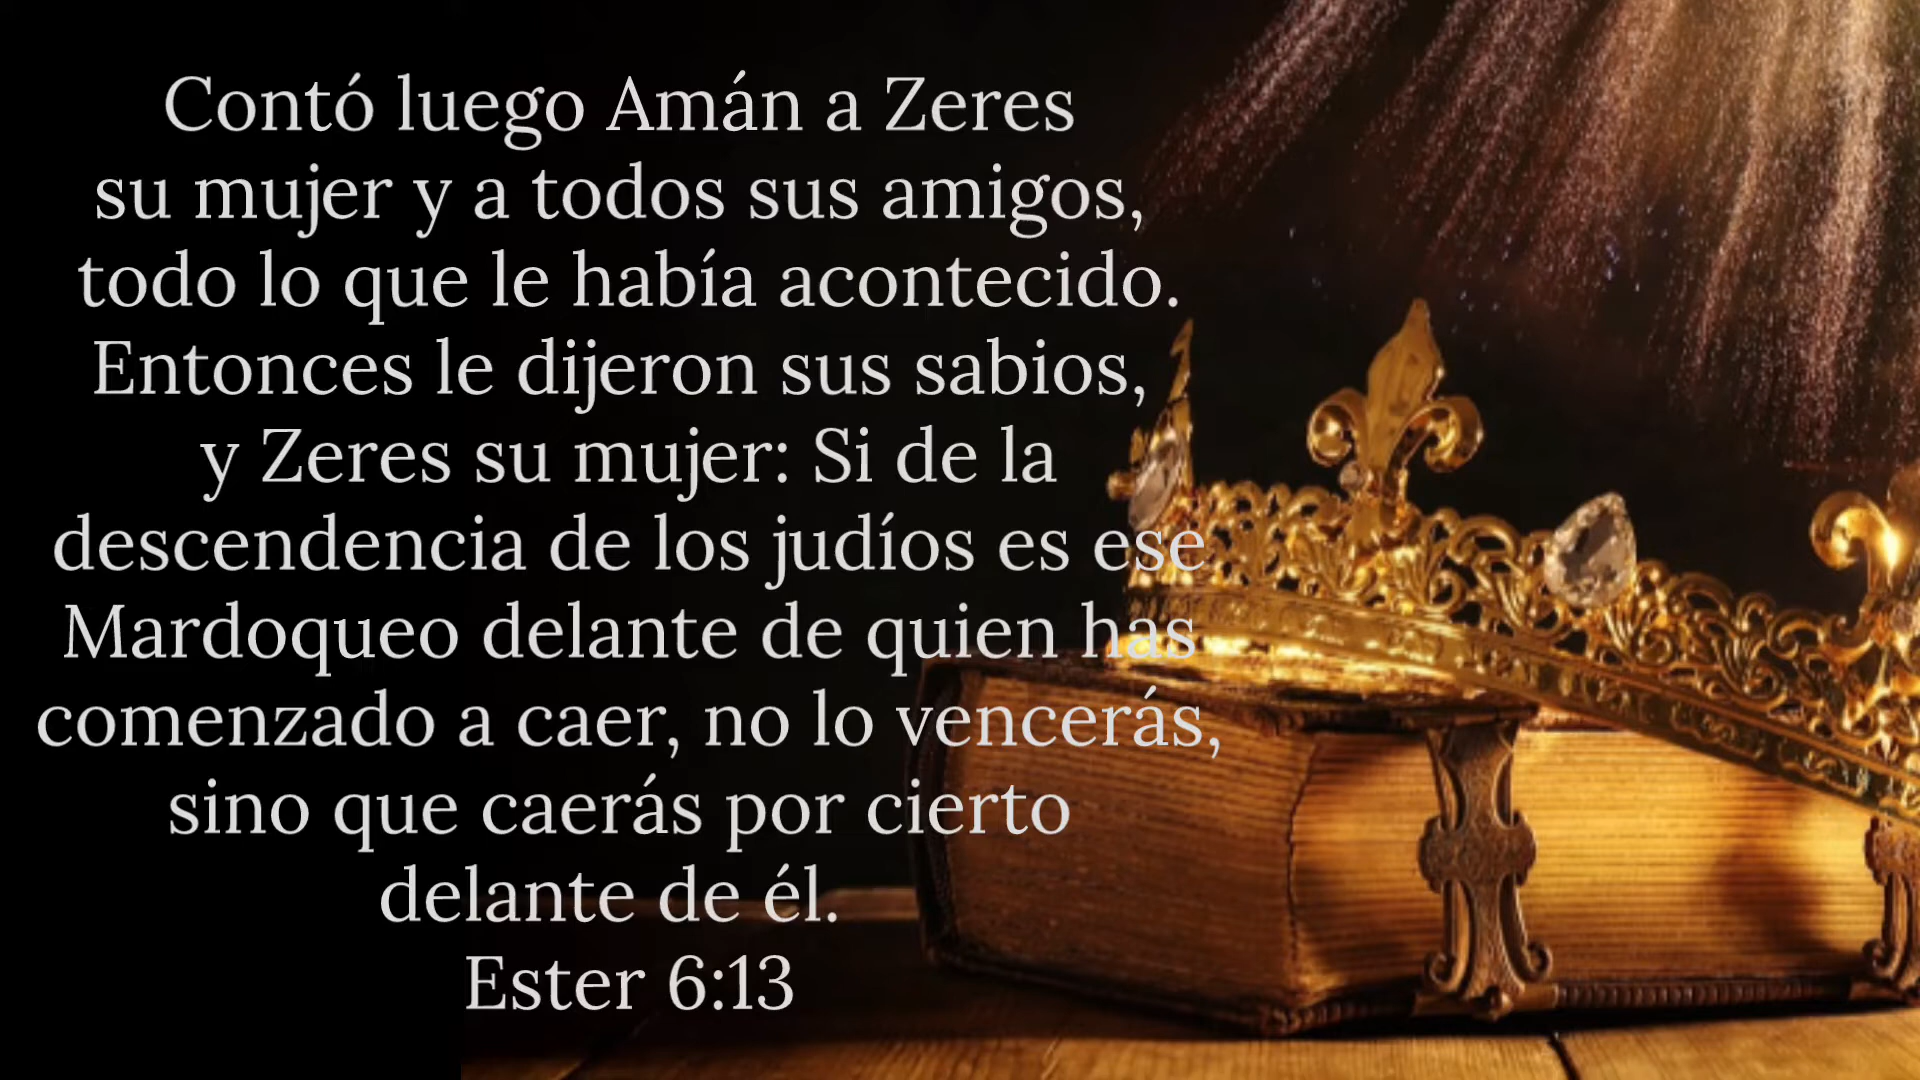 Contó luego Amán a Zeres
su mujer y a todos sus amigos,
todo lo que le había acontecido.
Entonces le dijeron sus sabios,
y Zeres su mujer: Si de la
descendencia de los judíos es ese
Mardoqueo delante de quien has
comenzado a caer, no lo vencerás,
sino que caerás por cierto
delante de él.
Ester 6:13